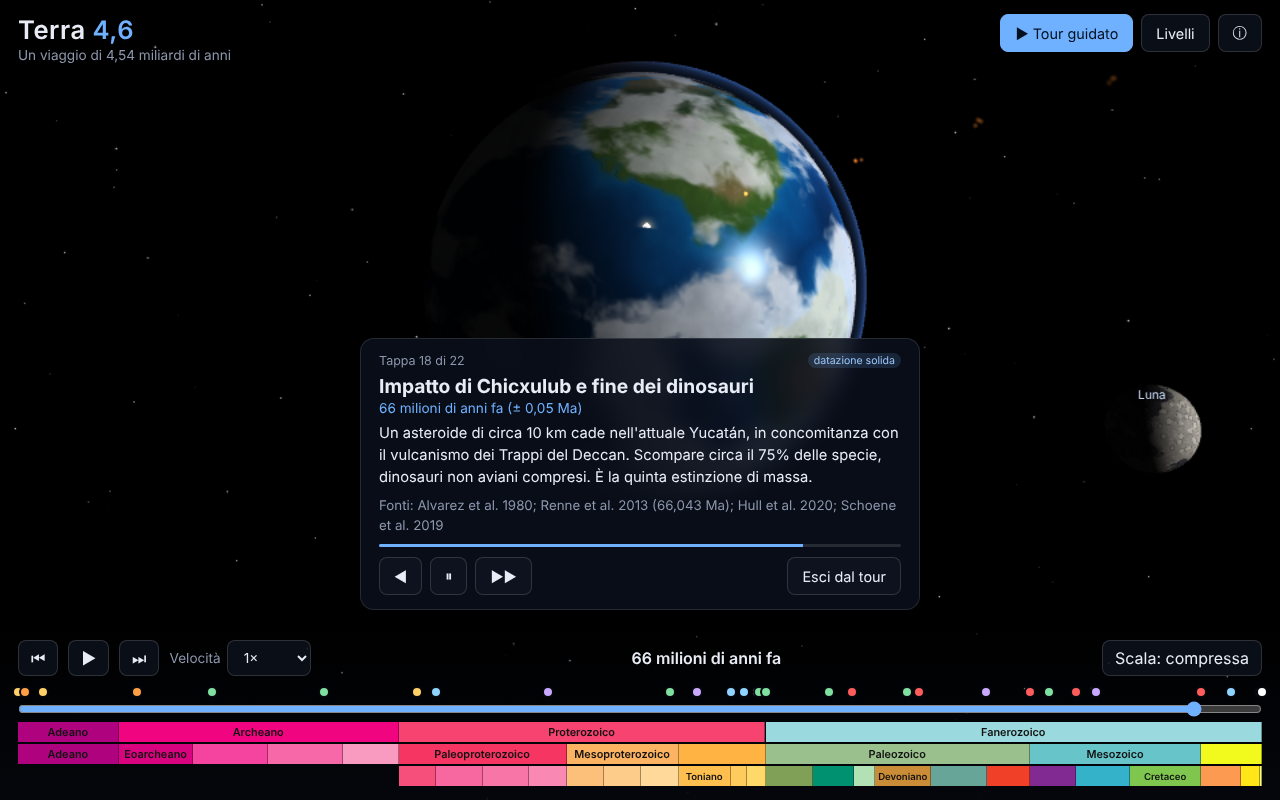 Terra 4,6
Un viaggio di 4,54 miliardi di anni
▶ Tour guidato
Livelli
ⓘ
Luna
Tappa 18 di 22
datazione solida
Impatto di Chicxulub e fine dei dinosauri
66 milioni di anni fa (± 0,05 Ma)
Un asteroide di circa 10 km cade nell'attuale Yucatán, in concomitanza con
il vulcanismo dei Trappi del Deccan. Scompare circa il 75% delle specie,
dinosauri non aviani compresi. È la quinta estinzione di massa.
Fonti: Alvarez et al. 1980; Renne et al. 2013 (66,043 Ma); Hull et al. 2020; Schoene
et al. 2019
Esci dal tour
Velocità
1×
66 milioni di anni fa
Scala: compressa
Adeano Archeano Proterozoico Fanerozoico
Adeano Eoarcheano Paleoproterozoico Mesoproterozoico Paleozoico Mesozoico
Toniano Devoniano Cretaceo